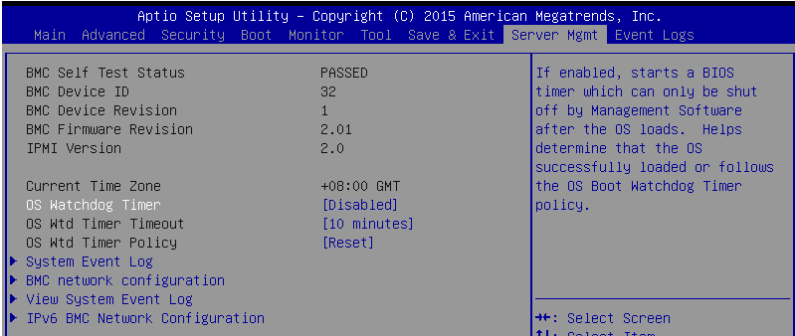 Aptio Setup Utility – Copyright (C) 2015 American Megatrends, Inc.
Main Advanced Security Boot Monitor Tool Save & Exit Server Mgmt Event Logs
BMC Self Test Status PASSED
BMC Device ID 32
BMC Device Revision 1
BMC Firmware Revision 2.01
IPMI Version 2.0
Current Time Zone +08:00 GMT
OS Watchdog Timer [Disabled]
OS Wtd Timer Timeout [10 minutes]
OS Wtd Timer Policy [Reset]
System Event Log
BMC network configuration
View System Event Log
IPv6 BMC Network Configuration
If enabled, starts a BIOS
timer which can only be shut
off by Management Software
after the OS loads. Helps
determine that the OS
successfully loaded or follows
the OS Boot Watchdog Timer
policy.
→←: Select Screen
↑↓: Select Item